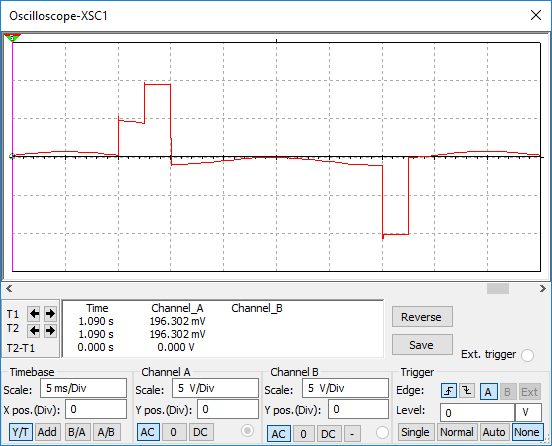 Oscilloscope-XSC1
T1
T2
T2-T1
Time Channel_A Channel_B
1.090 s 196.302 mV
1.090 s 196.302 mV
0.000 s 0.000 V
Reverse
Save
Ext. trigger
Timebase
Scale: 5 ms/Div
X pos.(Div): 0
Y/T Add B/A A/B
Channel A
Scale: 5 V/Div
Y pos.(Div): 0
AC 0 DC
Channel B
Scale: 5 V/Div
Y pos.(Div): 0
AC 0 DC -
Trigger
Edge: A B Ext
Level: 0 V
Single Normal Auto None